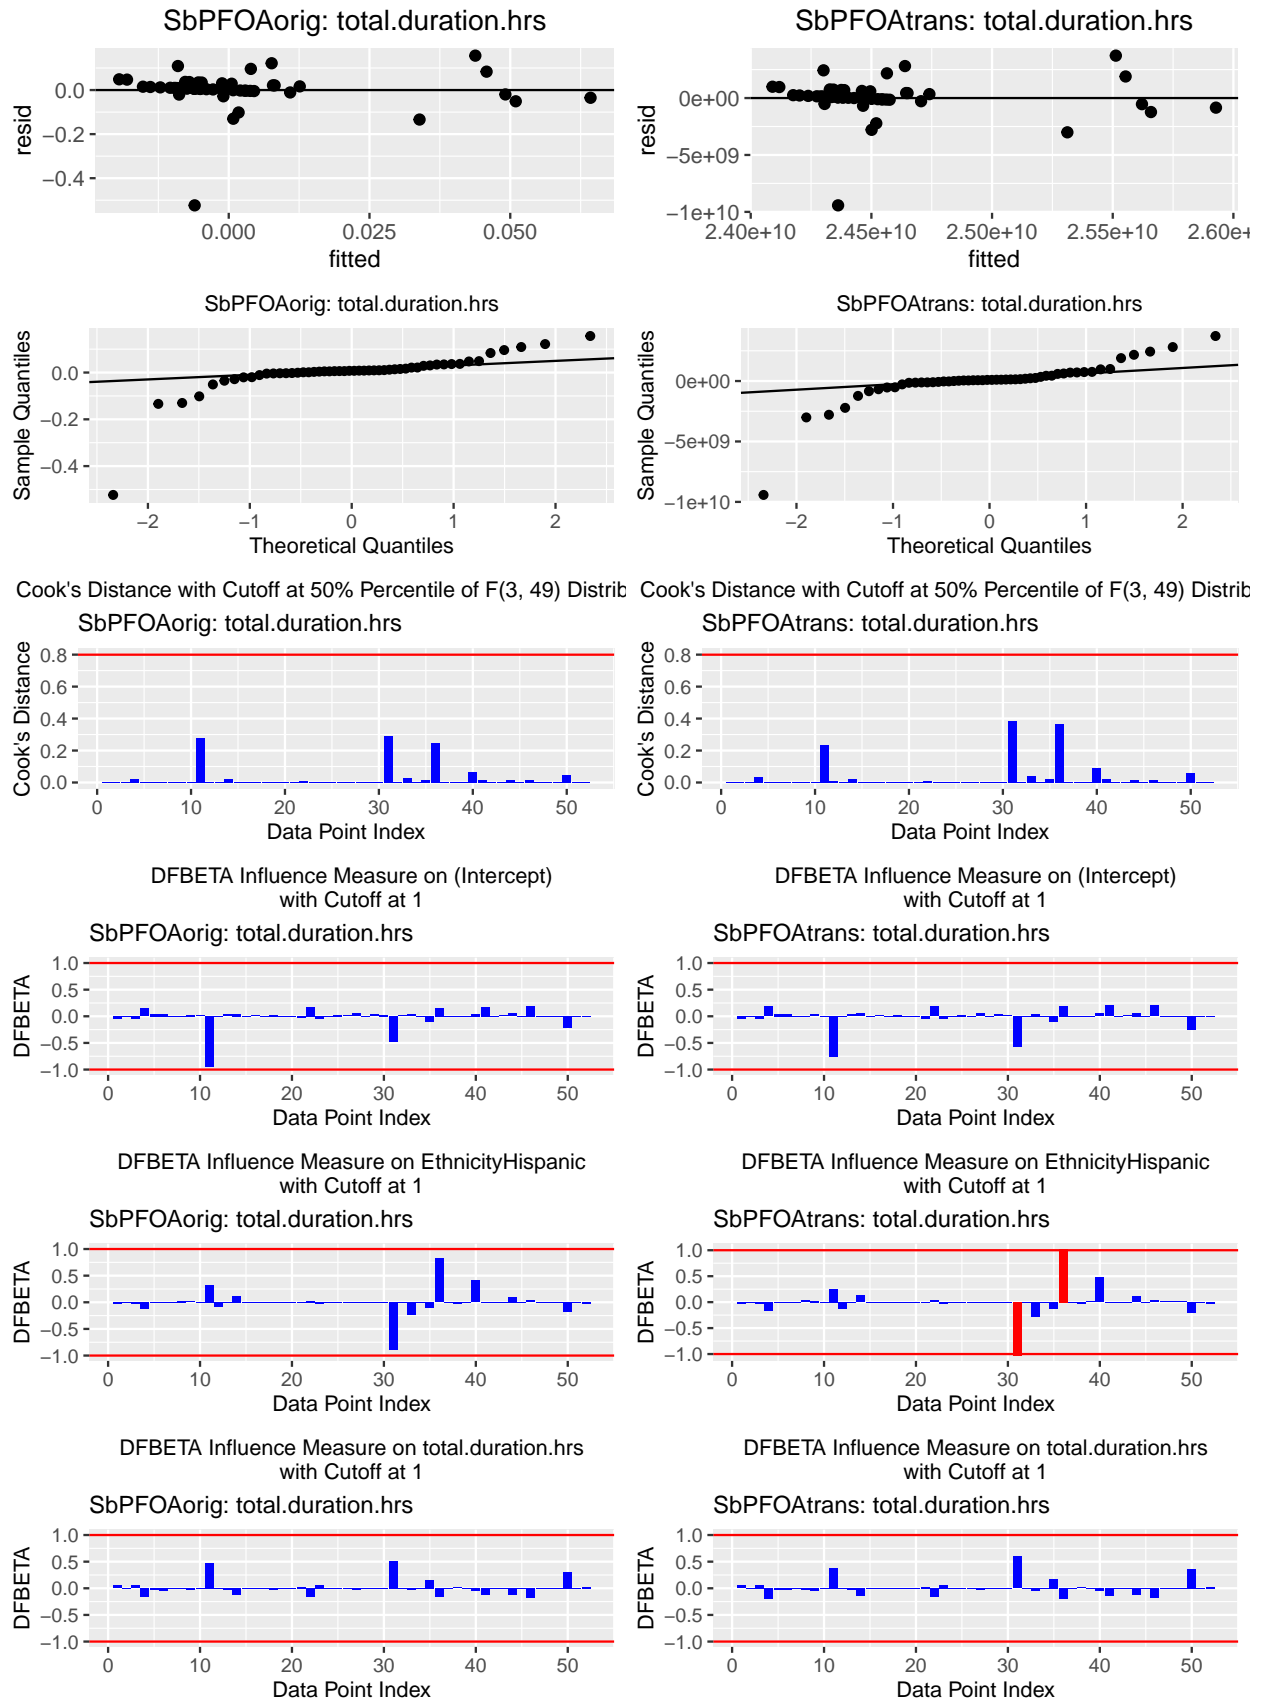 SbPFOAorig: total.duration.hrs
resid
0.0
−0.2
−0.4
0.000 0.025 0.050
fitted
SbPFOAtrans: total.duration.hrs
resid
0e+00
−5e+09
−1e+10
2.40e+10 2.45e+10 2.50e+10 2.55e+10 2.60e+
fitted
SbPFOAorig: total.duration.hrs
Sample Quantiles
0.0
−0.2
−0.4
−2 −1 0 1 2
Theoretical Quantiles
SbPFOAtrans: total.duration.hrs
Sample Quantiles
0e+00
−5e+09
−1e+10
−2 −1 0 1 2
Theoretical Quantiles
Cook's Distance with Cutoff at 50% Percentile of F(3, 49) Distrib
SbPFOAorig: total.duration.hrs
Cook's Distance
0.8
0.6
0.4
0.2
0.0
0 10 20 30 40 50
Data Point Index
Cook's Distance with Cutoff at 50% Percentile of F(3, 49) Distrib
SbPFOAtrans: total.duration.hrs
Cook's Distance
0.8
0.6
0.4
0.2
0.0
0 10 20 30 40 50
Data Point Index
DFBETA Influence Measure on (Intercept)
with Cutoff at 1
SbPFOAorig: total.duration.hrs
DFBETA
1.0
0.5
0.0
−0.5
−1.0
0 10 20 30 40 50
Data Point Index
DFBETA Influence Measure on (Intercept)
with Cutoff at 1
SbPFOAtrans: total.duration.hrs
DFBETA
1.0
0.5
0.0
−0.5
−1.0
0 10 20 30 40 50
Data Point Index
DFBETA Influence Measure on EthnicityHispanic
with Cutoff at 1
SbPFOAorig: total.duration.hrs
DFBETA
1.0
0.5
0.0
−0.5
−1.0
0 10 20 30 40 50
Data Point Index
DFBETA Influence Measure on EthnicityHispanic
with Cutoff at 1
SbPFOAtrans: total.duration.hrs
DFBETA
1.0
0.5
0.0
−0.5
−1.0
0 10 20 30 40 50
Data Point Index
DFBETA Influence Measure on total.duration.hrs
with Cutoff at 1
SbPFOAorig: total.duration.hrs
DFBETA
1.0
0.5
0.0
−0.5
−1.0
0 10 20 30 40 50
Data Point Index
DFBETA Influence Measure on total.duration.hrs
with Cutoff at 1
SbPFOAtrans: total.duration.hrs
DFBETA
1.0
0.5
0.0
−0.5
−1.0
0 10 20 30 40 50
Data Point Index